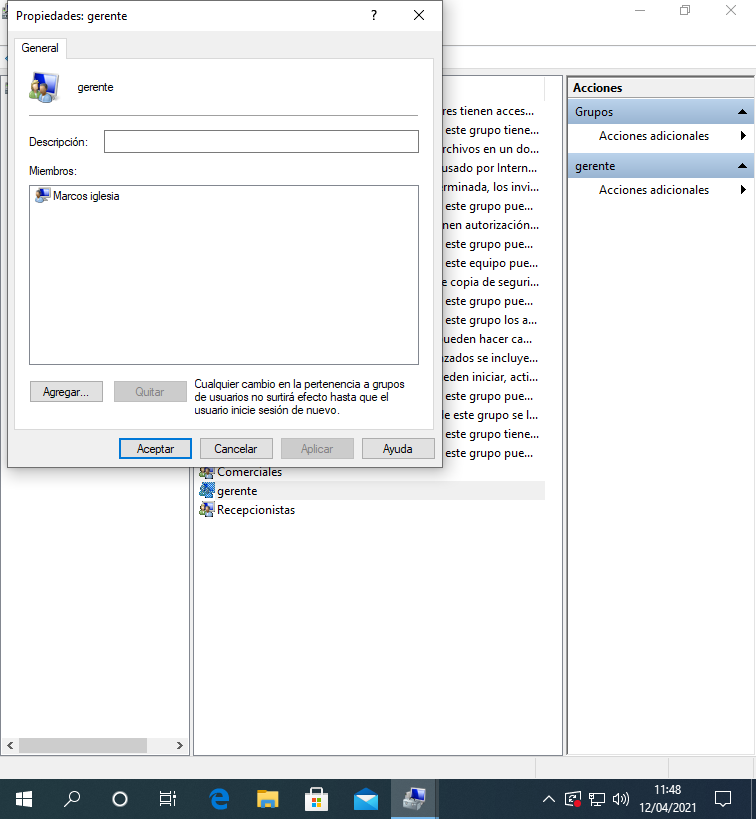 Propiedades: gerente
?
General
gerente
Descripción:
Miembros:
Marcos iglesia
Agregar...
Quitar
Cualquier cambio en la pertenencia a grupos
de usuarios no surtirá efecto hasta que el
usuario inicie sesión de nuevo.
Aceptar
Cancelar
Aplicar
Ayuda
res tienen acces...
este grupo tiene...
rchivos en un do...
usado por Intern...
erminada, los invi...
este grupo pue...
nen autorización...
este grupo pue...
este equipo pue...
e copia de seguri...
este grupo pue...
este grupo los a...
ueden hacer ca...
zados se incluye...
eden iniciar, acti...
este grupo pue...
de este grupo se l...
este grupo tiene...
este grupo pue...
Comerciales
gerente
Recepcionistas
Acciones
Grupos
Acciones adicionales
gerente
Acciones adicionales
11:48
12/04/2021